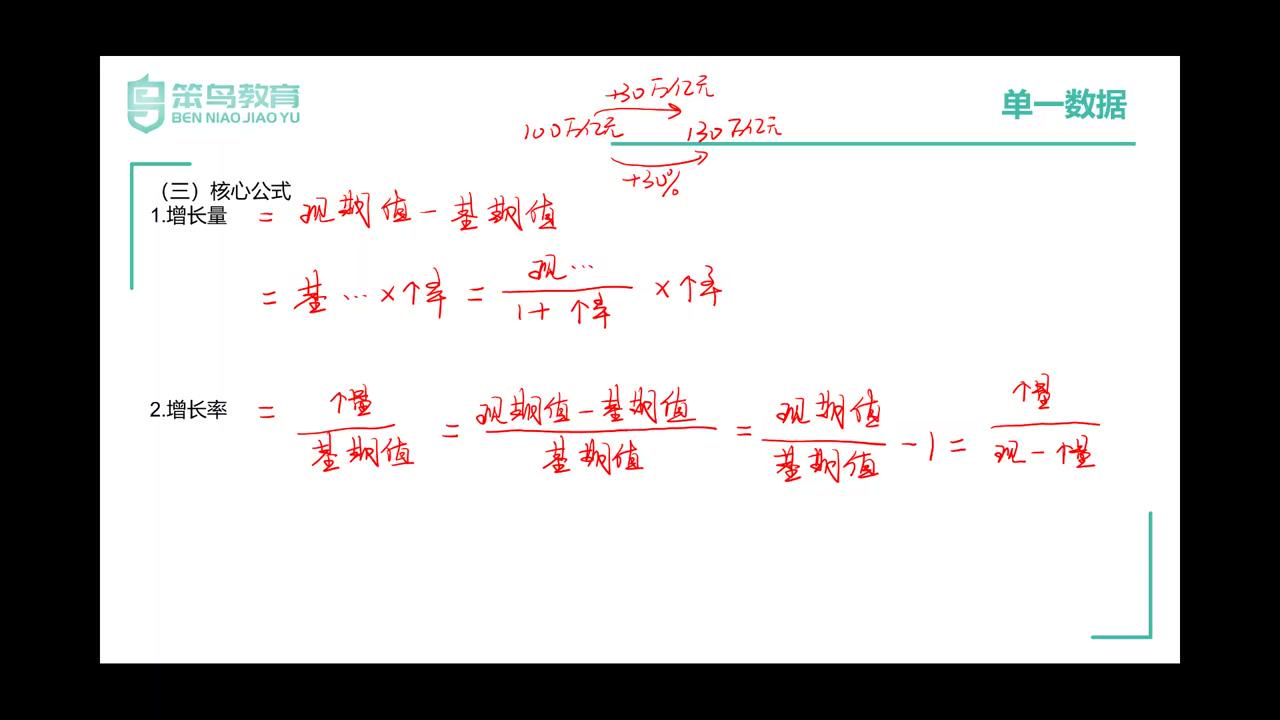 笨鸟教育
BEN NIAO JIAO YU
单一数据
+30万亿元
100万亿元 130万亿元
+30%
（三）核心公式
1.增长量 = 现期值 - 基期值
= 基… ×个率 = 现…/1+个率 ×个率
2.增长率 = 个量/基期值 = 现期值-基期值/基期值 = 现期值/基期值 -1 = 个量/现-个量